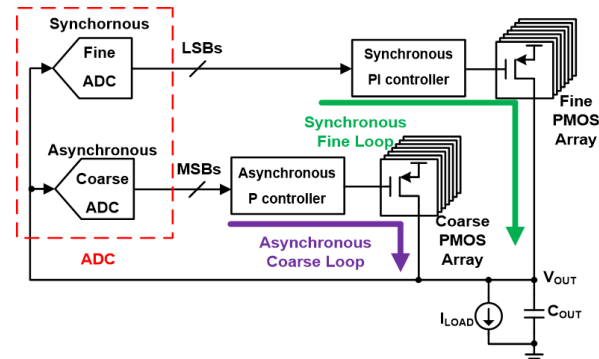 Synchornous
Fine
ADC
LSBs
Synchronous
PI controller
Fine
PMOS
Array
Synchronous
Fine Loop
Asynchronous
Coarse
ADC
MSBs
Asynchronous
P controller
Coarse
PMOS
Array
Asynchronous
Coarse Loop
ADC
VOUT
ILOAD
COUT